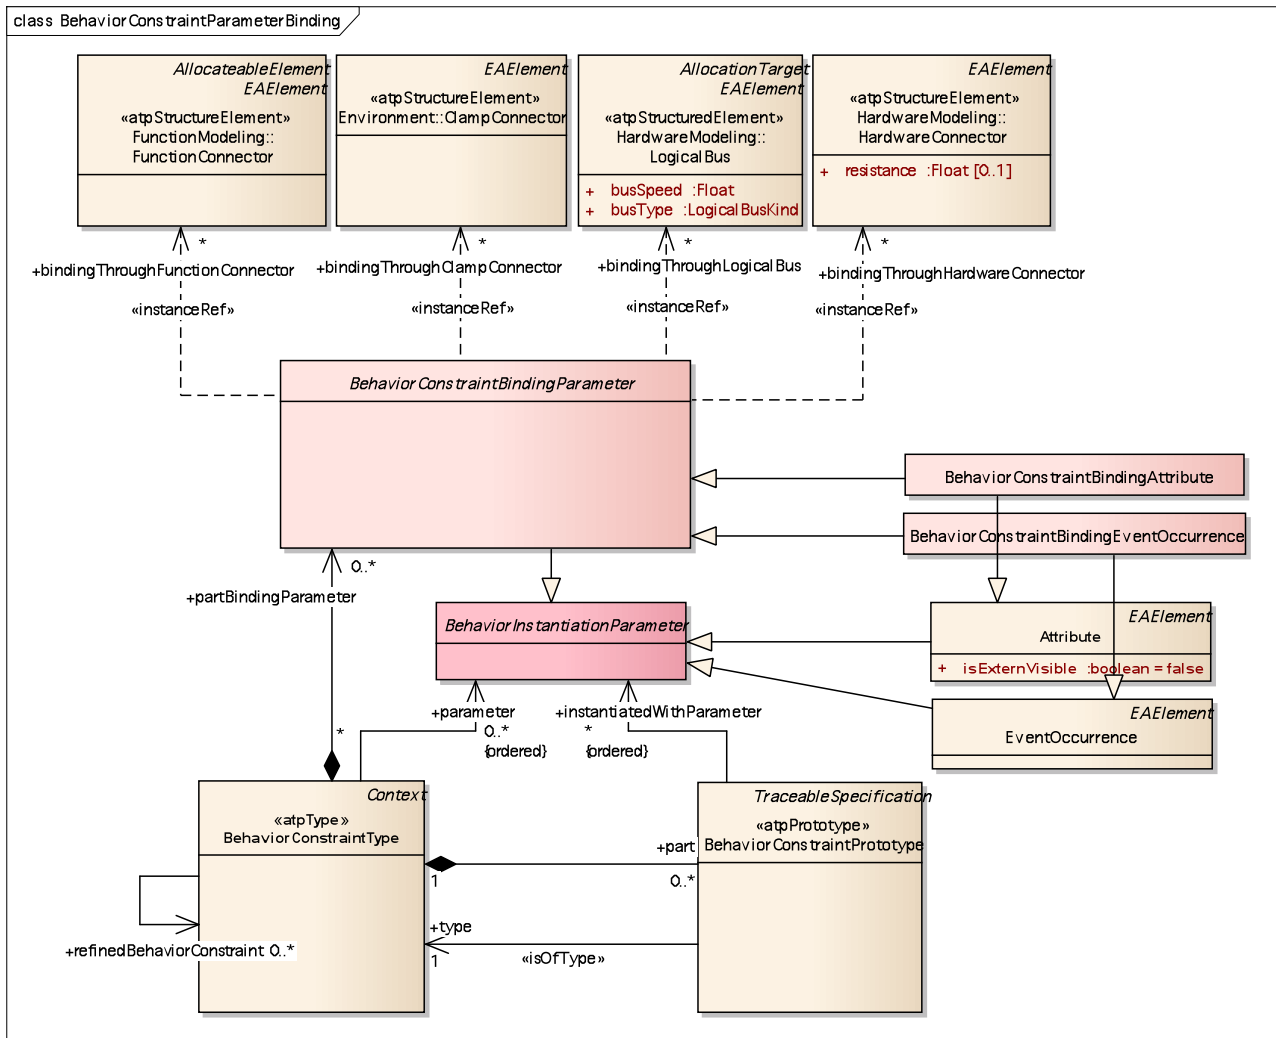 class BehaviorConstraintParameterBinding
AllocateableElement
EAElement
«atpStructureElement»
FunctionModeling::
FunctionConnector
EAElement
«atpStructureElement»
Environment::ClampConnector
AllocationTarget
EAElement
«atpStructuredElement»
HardwareModeling::
LogicalBus
+ busSpeed :Float
+ busType :LogicalBusKind
EAElement
«atpStructureElement»
HardwareModeling::
HardwareConnector
+ resistance :Float [0..1]
*
+bindingThroughFunctionConnector
«instanceRef»
*
+bindingThroughClampConnector
«instanceRef»
*
+bindingThroughLogicalBus
«instanceRef»
*
+bindingThroughHardwareConnector
«instanceRef»
BehaviorConstraintBindingParameter
BehaviorConstraintBindingAttribute
BehaviorConstraintBindingEventOccurrence
0..*
+partBindingParameter
*
BehaviorInstantiationParameter
EAElement
Attribute
+ isExternVisible :boolean = false
EAElement
EventOccurrence
+parameter
0..*
{ordered}
+instantiatedWithParameter
*
{ordered}
Context
«atpType»
BehaviorConstraintType
TraceableSpecification
«atpPrototype»
BehaviorConstraintPrototype
+part
1
0..*
+type
1
«isOfType»
+refinedBehaviorConstraint 0..*